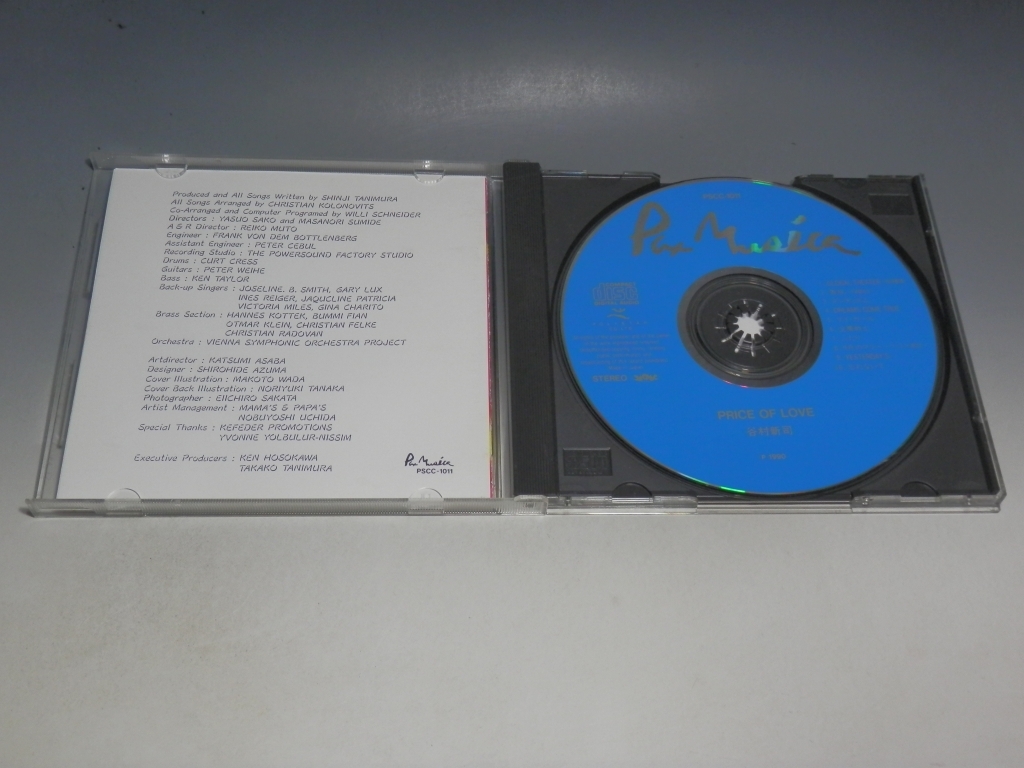 Produced and All Songs Written by SHINJI TANIMURA
All Songs Arranged by CHRISTIAN KOLONOVITS
Co-Arranged and Computer Programed by WILLI SCHNEIDER
Directors : YASUO SAKO and MASANORI SUMIDE
A & R Director : REIKO MUTO
Engineer : FRANK VON DEM BOTTLENBERG
Assistant Engineer : PETER CEBUL
Recording Studio : THE POWERSOUND FACTORY STUDIO
Drums : CURT CRESS
Guitars : PETER WEIHE
Bass : KEN TAYLOR
Back-up Singers : JOSELINE. B. SMITH, GARY LUX
INES REIGER, JAQUCLINE PATRICIA
VICTORIA MILES, GINA CHARITO
Brass Section : HANNES KOTTEK, BUMMI FIAN
OTMAR KLEIN, CHRISTIAN FELKE
CHRISTIAN RADOVAN
Orchestra : VIENNA SYMPHONIC ORCHESTRA PROJECT
Artdirector : KATSUMI ASABA
Designer : SHIROHIDE AZUMA
Cover Illustration : MAKOTO WADA
Cover Back Illustration : NORIYUKI TANAKA
Photographer : EIICHIRO SAKATA
Artist Management : MAMA'S & PAPA'S
NOBUYOSHI UCHIDA
Special Thanks : KEFEDER PROMOTIONS
YVONNE YOLBULUR-NISSIM
Executive Producers : KEN HOSOKAWA
TAKAKO TANIMURA
Pan Musica
PSCC-1011
Pan Musica
STEREO
PRICE OF LOVE
谷村新司